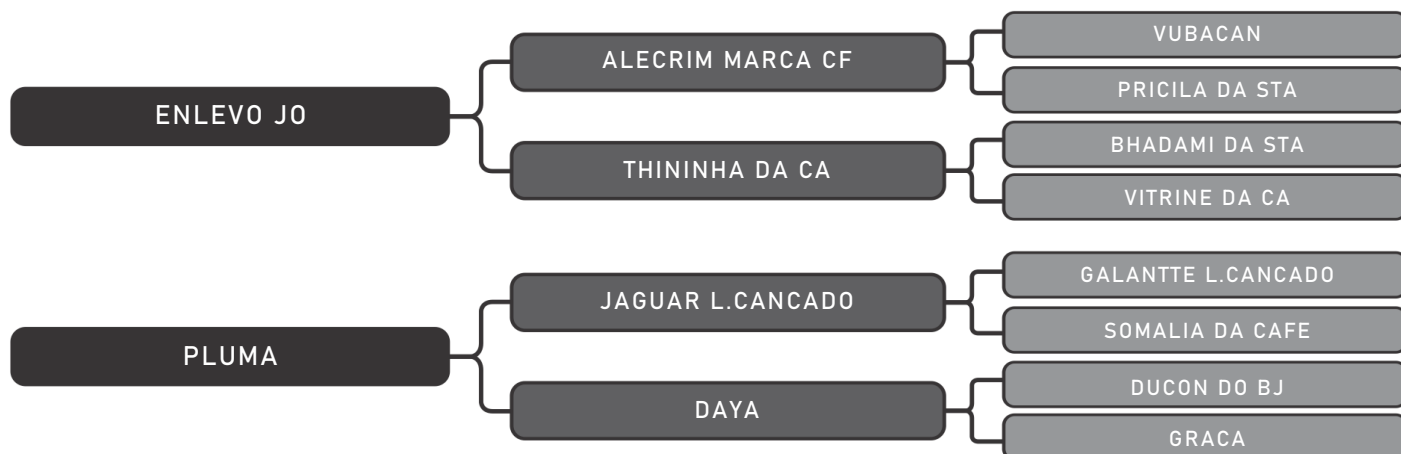 ENLEVO JO
ALECRIM MARCA CF
VUBACAN
PRICILA DA STA
THININHA DA CA
BHADAMI DA STA
VITRINE DA CA
PLUMA
JAGUAR L.CANCADO
GALANTTE L.CANCADO
SOMALIA DA CAFE
DAYA
DUCON DO BJ
GRACA